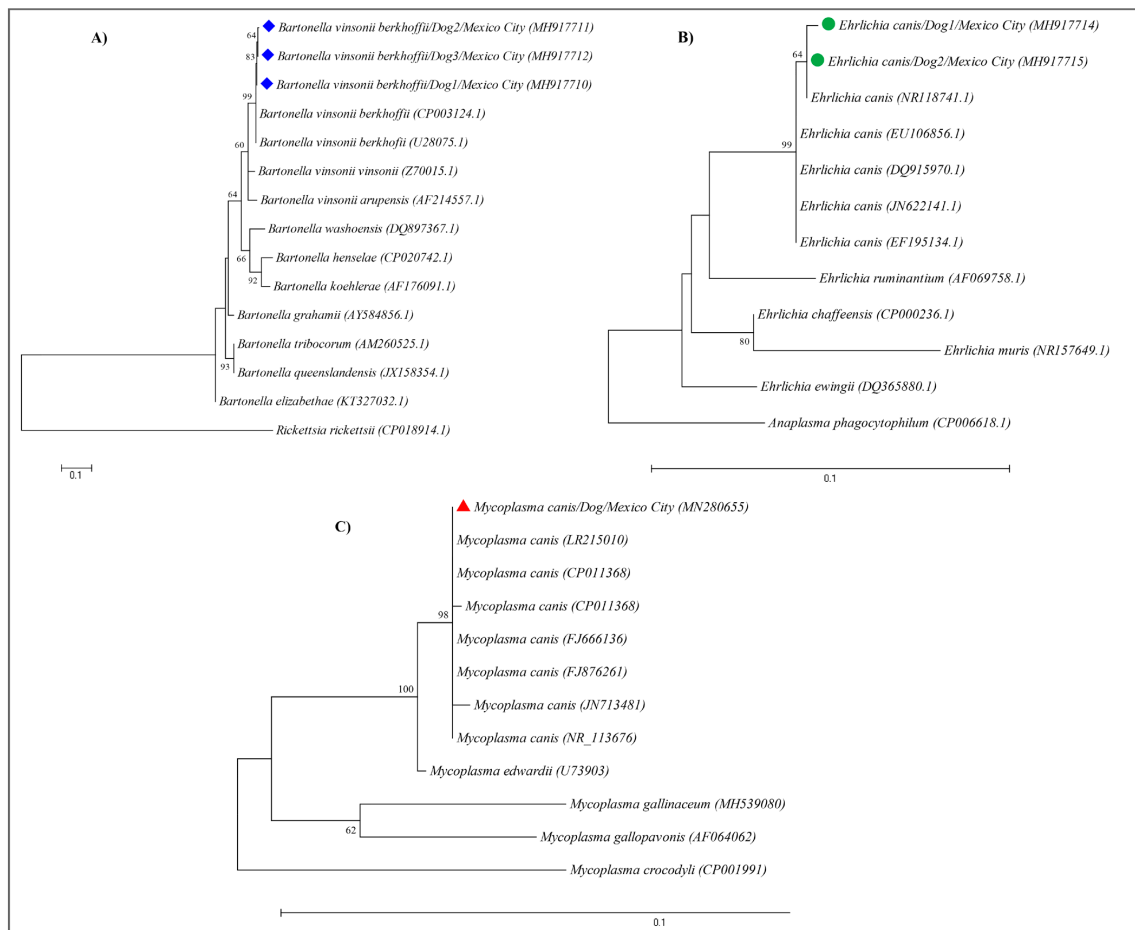 A)
Bartonella vinsonii berkhoffii/Dog2/Mexico City (MH917711)
64
Bartonella vinsonii berkhoffii/Dog3/Mexico City (MH917712)
83
Bartonella vinsonii berkhoffii/Dog1/Mexico City (MH917710)
99
Bartonella vinsonii berkhoffii (CP003124.1)
Bartonella vinsonii berkhofii (U28075.1)
60
Bartonella vinsonii vinsonii (Z70015.1)
64
Bartonella vinsonii arupensis (AF214557.1)
Bartonella washoensis (DQ897367.1)
66
Bartonella henselae (CP020742.1)
92
Bartonella koehlerae (AF176091.1)
Bartonella grahamii (AY584856.1)
Bartonella tribocorum (AM260525.1)
93
Bartonella queenslandensis (JX158354.1)
Bartonella elizabethae (KT327032.1)
Rickettsia rickettsii (CP018914.1)
0.1
B)
Ehrlichia canis/Dog1/Mexico City (MH917714)
64
Ehrlichia canis/Dog2/Mexico City (MH917715)
Ehrlichia canis (NR118741.1)
Ehrlichia canis (EU106856.1)
99
Ehrlichia canis (DQ915970.1)
Ehrlichia canis (JN622141.1)
Ehrlichia canis (EF195134.1)
Ehrlichia ruminantium (AF069758.1)
Ehrlichia chaffeensis (CP000236.1)
80
Ehrlichia muris (NR157649.1)
Ehrlichia ewingii (DQ365880.1)
Anaplasma phagocytophilum (CP006618.1)
0.1
C)
Mycoplasma canis/Dog/Mexico City (MN280655)
Mycoplasma canis (LR215010)
Mycoplasma canis (CP011368)
Mycoplasma canis (CP011368)
98
Mycoplasma canis (FJ666136)
Mycoplasma canis (FJ876261)
100
Mycoplasma canis (JN713481)
Mycoplasma canis (NR_113676)
Mycoplasma edwardii (U73903)
Mycoplasma gallinaceum (MH539080)
62
Mycoplasma gallopavonis (AF064062)
Mycoplasma crocodyli (CP001991)
0.1